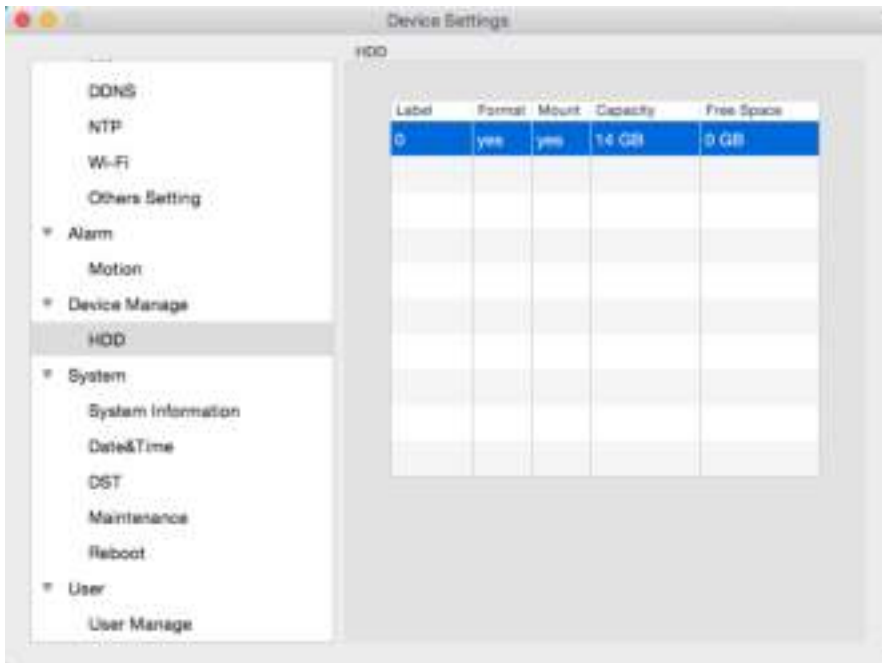 Device Settings
HDD
DDNS
NTP
Wi-Fi
Others Setting
Alarm
Motion
Device Manage
HDD
System
System Information
Date&Time
DST
Maintenance
Reboot
User
User Manage
Label Format Mount Capacity Free Space
0 yes yes 14 GB 0 GB